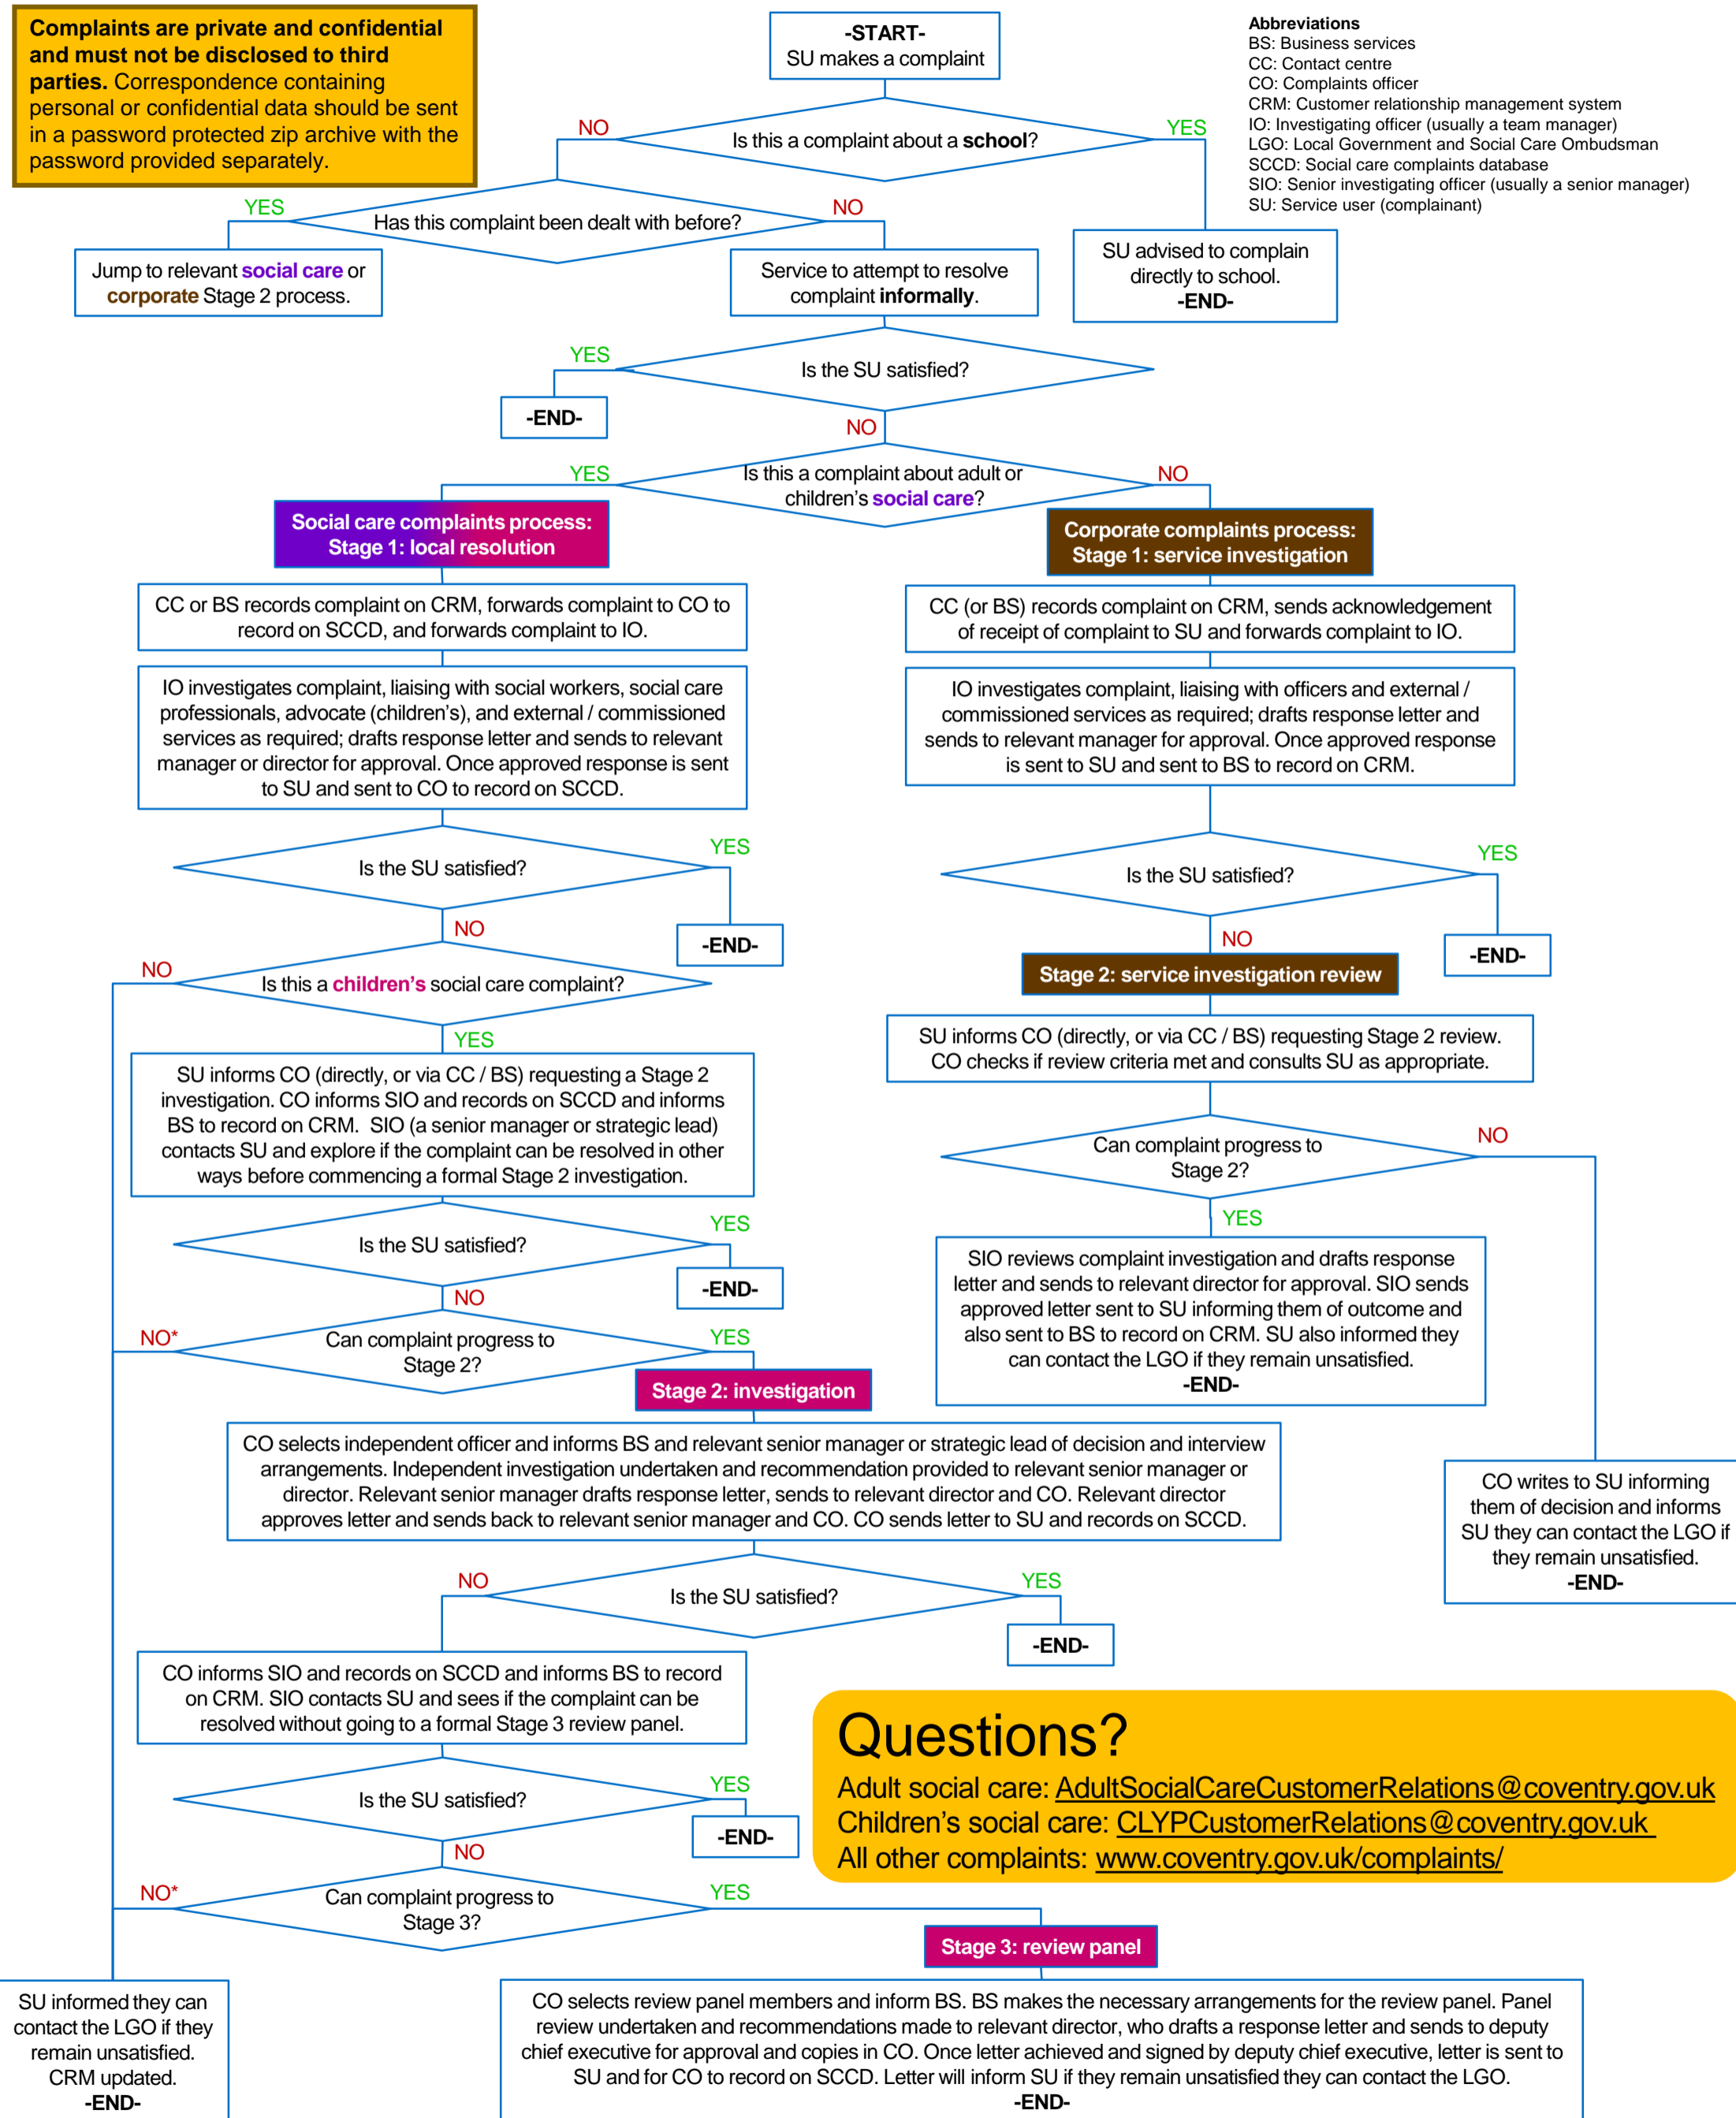 Complaints are private and confidential
and must not be disclosed to third
parties. Correspondence containing
personal or confidential data should be sent
in a password protected zip archive with the
password provided separately.
-START-
SU makes a complaint
Abbreviations
BS: Business services
CC: Contact centre
CO: Complaints officer
CRM: Customer relationship management system
IO: Investigating officer (usually a team manager)
LGO: Local Government and Social Care Ombudsman
SCCD: Social care complaints database
SIO: Senior investigating officer (usually a senior manager)
SU: Service user (complainant)
NO
Is this a complaint about a school?
YES
YES
Has this complaint been dealt with before?
NO
Jump to relevant social care or
corporate Stage 2 process.
Service to attempt to resolve
complaint informally.
SU advised to complain
directly to school.
-END-
YES
Is the SU satisfied?
-END-
NO
YES
Is this a complaint about adult or
children's social care?
NO
Social care complaints process:
Stage 1: local resolution
Corporate complaints process:
Stage 1: service investigation
CC or BS records complaint on CRM, forwards complaint to CO to
record on SCCD, and forwards complaint to IO.
CC (or BS) records complaint on CRM, sends acknowledgement
of receipt of complaint to SU and forwards complaint to IO.
IO investigates complaint, liaising with social workers, social care
professionals, advocate (children's), and external / commissioned
services as required; drafts response letter and sends to relevant
manager or director for approval. Once approved response is sent
to SU and sent to CO to record on SCCD.
IO investigates complaint, liaising with officers and external /
commissioned services as required; drafts response letter and
sends to relevant manager for approval. Once approved response
is sent to SU and sent to BS to record on CRM.
Is the SU satisfied?
YES
-END-
NO
Is the SU satisfied?
YES
-END-
NO
NO
Is this a children's social care complaint?
YES
Stage 2: service investigation review
SU informs CO (directly, or via CC / BS) requesting Stage 2 review.
CO checks if review criteria met and consults SU as appropriate.
SU informs CO (directly, or via CC / BS) requesting a Stage 2
investigation. CO informs SIO and records on SCCD and informs
BS to record on CRM. SIO (a senior manager or strategic lead)
contacts SU and explore if the complaint can be resolved in other
ways before commencing a formal Stage 2 investigation.
Can complaint progress to
Stage 2?
NO
YES
Is the SU satisfied?
YES
-END-
NO
SIO reviews complaint investigation and drafts response
letter and sends to relevant director for approval. SIO sends
approved letter sent to SU informing them of outcome and
also sent to BS to record on CRM. SU also informed they
can contact the LGO if they remain unsatisfied.
-END-
NO*
Can complaint progress to
Stage 2?
YES
Stage 2: investigation
CO selects independent officer and informs BS and relevant senior manager or strategic lead of decision and interview
arrangements. Independent investigation undertaken and recommendation provided to relevant senior manager or
director. Relevant senior manager drafts response letter, sends to relevant director and CO. Relevant director
approves letter and sends back to relevant senior manager and CO. CO sends letter to SU and records on SCCD.
CO writes to SU informing
them of decision and informs
SU they can contact the LGO if
they remain unsatisfied.
-END-
NO
Is the SU satisfied?
YES
-END-
CO informs SIO and records on SCCD and informs BS to record
on CRM. SIO contacts SU and sees if the complaint can be
resolved without going to a formal Stage 3 review panel.
Questions?
Adult social care: AdultSocialCareCustomerRelations@coventry.gov.uk
Children's social care: CLYPCustomerRelations@coventry.gov.uk
All other complaints: www.coventry.gov.uk/complaints/
Is the SU satisfied?
YES
-END-
NO
NO*
Can complaint progress to
Stage 3?
YES
Stage 3: review panel
SU informed they can
contact the LGO if they
remain unsatisfied.
CRM updated.
-END-
CO selects review panel members and inform BS. BS makes the necessary arrangements for the review panel. Panel
review undertaken and recommendations made to relevant director, who drafts a response letter and sends to deputy
chief executive for approval and copies in CO. Once letter achieved and signed by deputy chief executive, letter is sent to
SU and for CO to record on SCCD. Letter will inform SU if they remain unsatisfied they can contact the LGO.
-END-